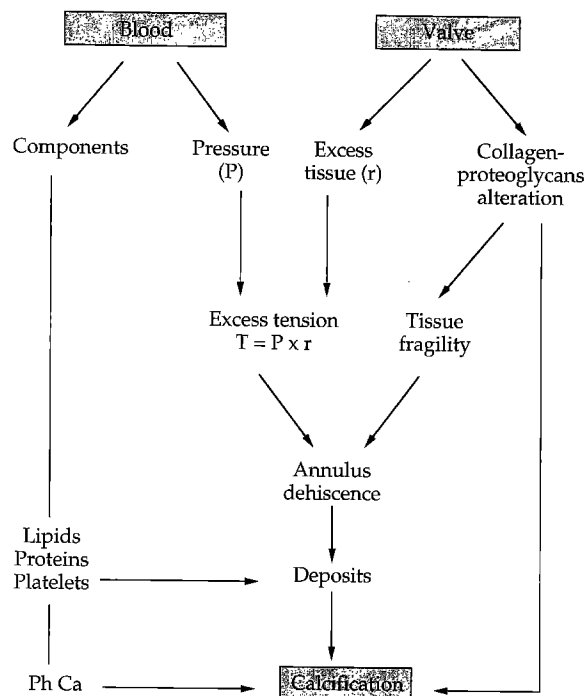 Blood
Valve
Components
Pressure
(P)
Excess
tissue (r)
Collagen-
proteoglycans
alteration
Excess tension
T = P x r
Tissue
fragility
Annulus
dehiscence
Lipids
Proteins
Platelets
Deposits
Ph Ca
Calcification